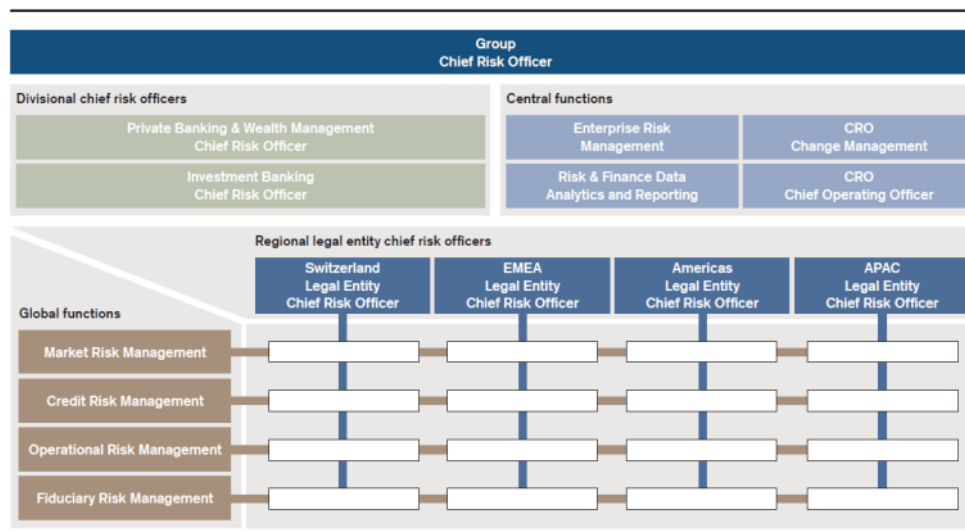 Group
Chief Risk Officer
Divisional chief risk officers
Private Banking & Wealth Management
Chief Risk Officer
Investment Banking
Chief Risk Officer
Central functions
Enterprise Risk
Management
CRO
Change Management
Risk & Finance Data
Analytics and Reporting
CRO
Chief Operating Officer
Regional legal entity chief risk officers
Switzerland
Legal Entity
Chief Risk Officer
EMEA
Legal Entity
Chief Risk Officer
Americas
Legal Entity
Chief Risk Officer
APAC
Legal Entity
Chief Risk Officer
Global functions
Market Risk Management
Credit Risk Management
Operational Risk Management
Fiduciary Risk Management